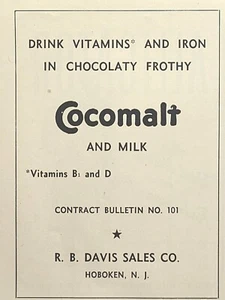 DRINK VITAMINS* AND IRON
IN CHOCOLATY FROTHY
Cocomalt
AND MILK
*Vitamins B₁ and D
CONTRACT BULLETIN NO. 101
★
R. B. DAVIS SALES CO.
HOBOKEN, N. J.